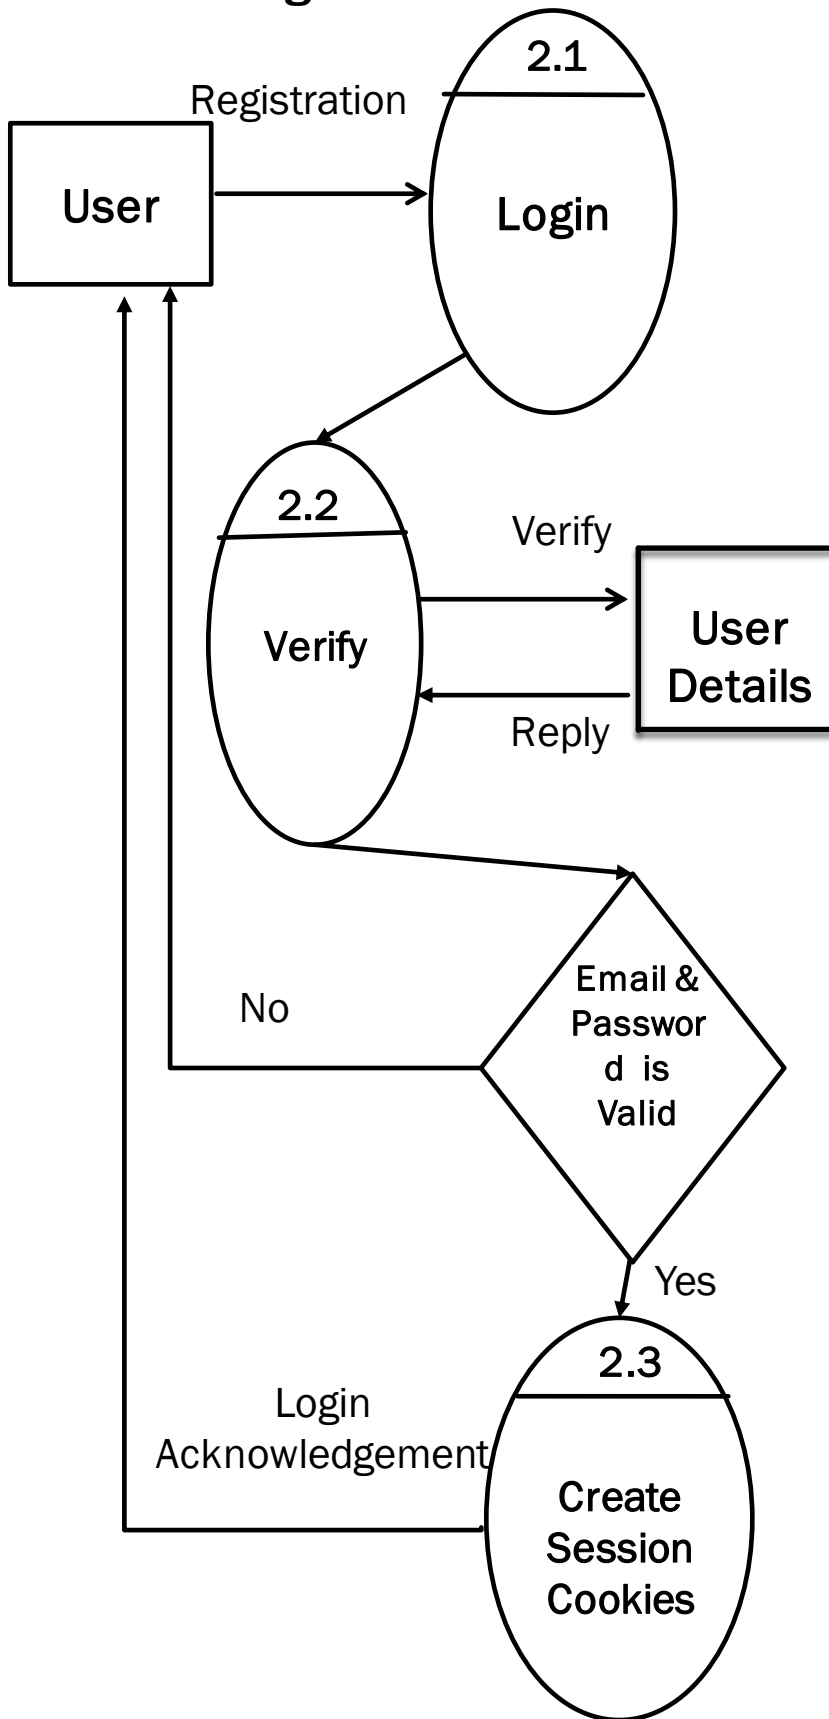 2.1
Registration
User
Login
2.2
Verify
Verify
User
Details
Reply
Email &
Passwor
d is
Valid
No
Yes
2.3
Login
Acknowledgement
Create
Session
Cookies